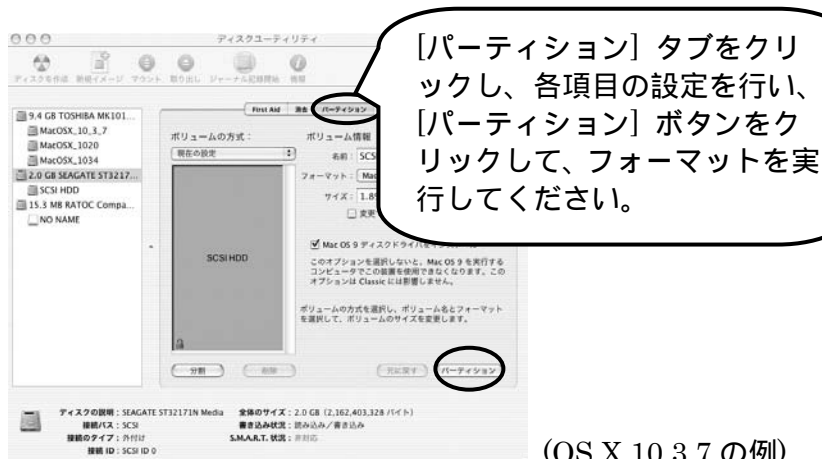 ディスクユーティリティ
ディスクを作成 新規イメージ マウント 取り出し ジャーナル記録開始 情報
[パーティション] タブをクリ
ックし、各項目の設定を行い、
[パーティション] ボタンをク
リックして、フォーマットを実
行してください。
9.4 GB TOSHIBA MK101...
MacOSX_10_3_7
MacOSX_1020
MacOSX_1034
2.0 GB SEAGATE ST3217...
SCSI HDD
15.3 MB RATOC Compa...
NO NAME
First Aid 消去 パーティション
ボリュームの方式：
現在の設定
SCSI HDD
ボリューム情報
名前： SCS
フォーマット： Mac
サイズ： 1.8
変更
Mac OS 9 ディスクドライバを
このオプションを選択しないと、Mac OS 9 を実行する
コンピュータでこの装置を使用できなくなります。この
オプションは Classic には影響しません。
ボリュームの方式を選択し、ボリューム名とフォーマット
を選択して、ボリュームのサイズを変更します。
分割 削除 元に戻す パーティション
ディスクの説明：SEAGATE ST32171N Media 全体のサイズ：2.0 GB (2,162,403,328 バイト)
接続バス：SCSI 書き込み状況：読み込み／書き込み
接続のタイプ：外付け S.M.A.R.T. 状況：非対応
接続 ID：SCSI ID 0
(OS X 10.3.7 の例)